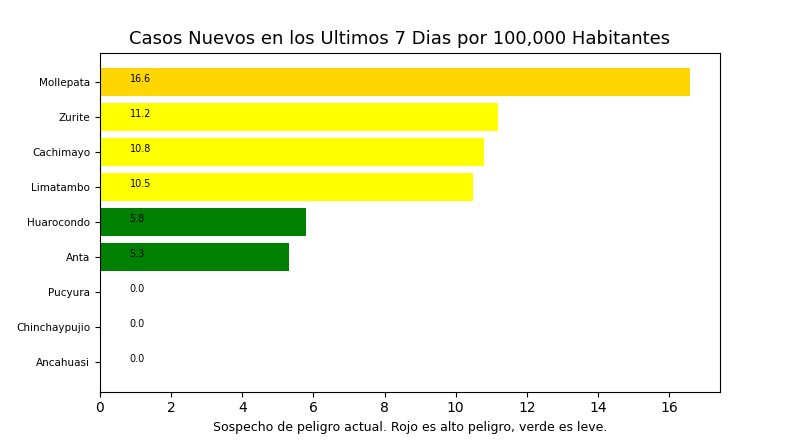 Casos Nuevos en los Ultimos 7 Dias por 100,000 Habitantes
Mollepata 16.6
Zurite 11.2
Cachimayo 10.8
Limatambo 10.5
Huarocondo 5.8
Anta 5.3
Pucyura 0.0
Chinchaypujio 0.0
Ancahuasi 0.0
0 2 4 6 8 10 12 14 16
Sospecho de peligro actual. Rojo es alto peligro, verde es leve.